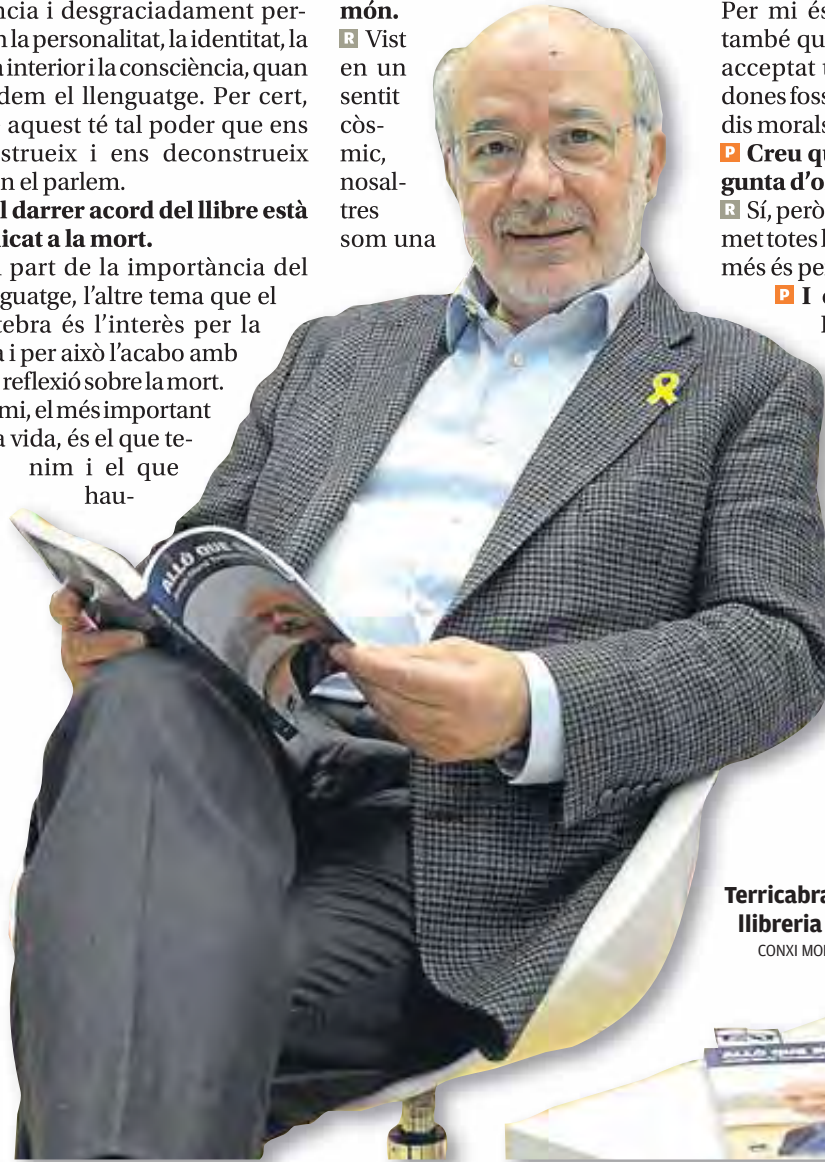 ncia i desgraciadament per-
la personalitat, la identitat, la
interior i la consciència, quan
dem el llenguatge. Per cert,
aquest té tal poder que ens
strueix i ens deconstrueix
n el parlem.
l darrer acord del llibre està
icat a la mort.
part de la importància del
guatge, l’altre tema que el
tebra és l’interès per la
i per això l’acabo amb
reflexió sobre la mort.
mi, el més important
a vida, és el que te-
nim i el que
hau-
món.
R Vist
en un
sentit
còs-
mic,
nosal-
tres
som una
Per mi és
també qu
acceptat
dones foss
dis morals
P Creu qu
gunta d’o
R Sí, però
met totes l
més és pe
P I
ALLÒ QUE
Terricabra
llibreria
CONXI MO
ALLÒ QUE